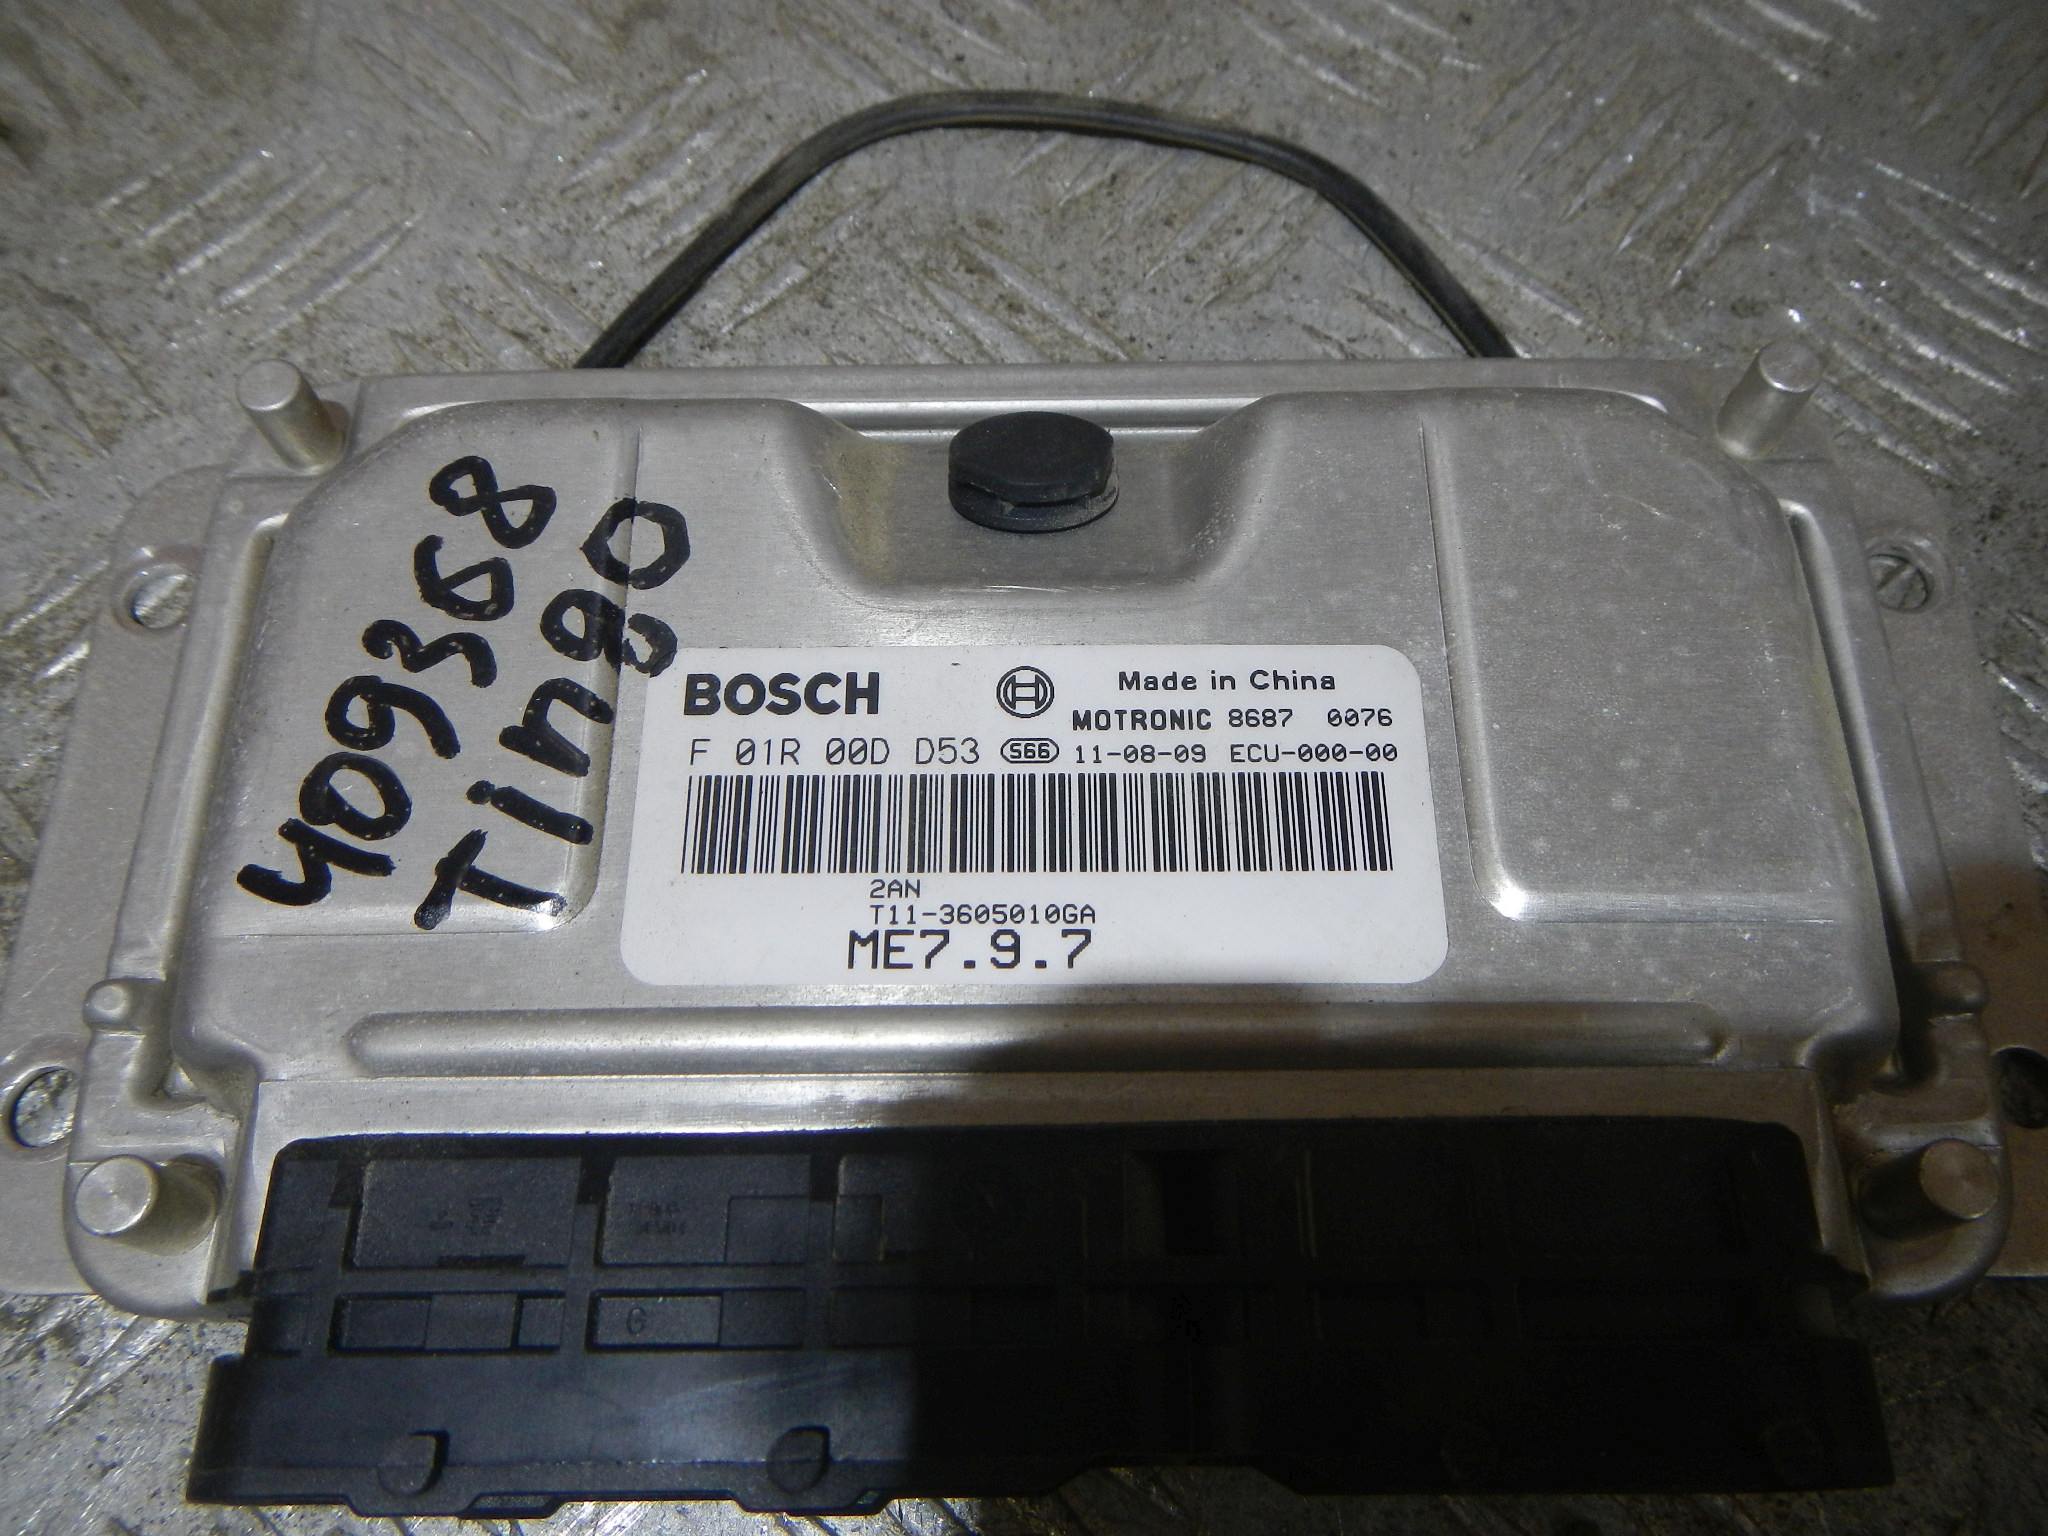 409368
Tingo
BOSCH
Made in China
MOTRONIC 8687 0076
F 01R 00D D53 S66 11-08-09 ECU-000-00
2AN
T11-3605010GA
ME7.9.7
G